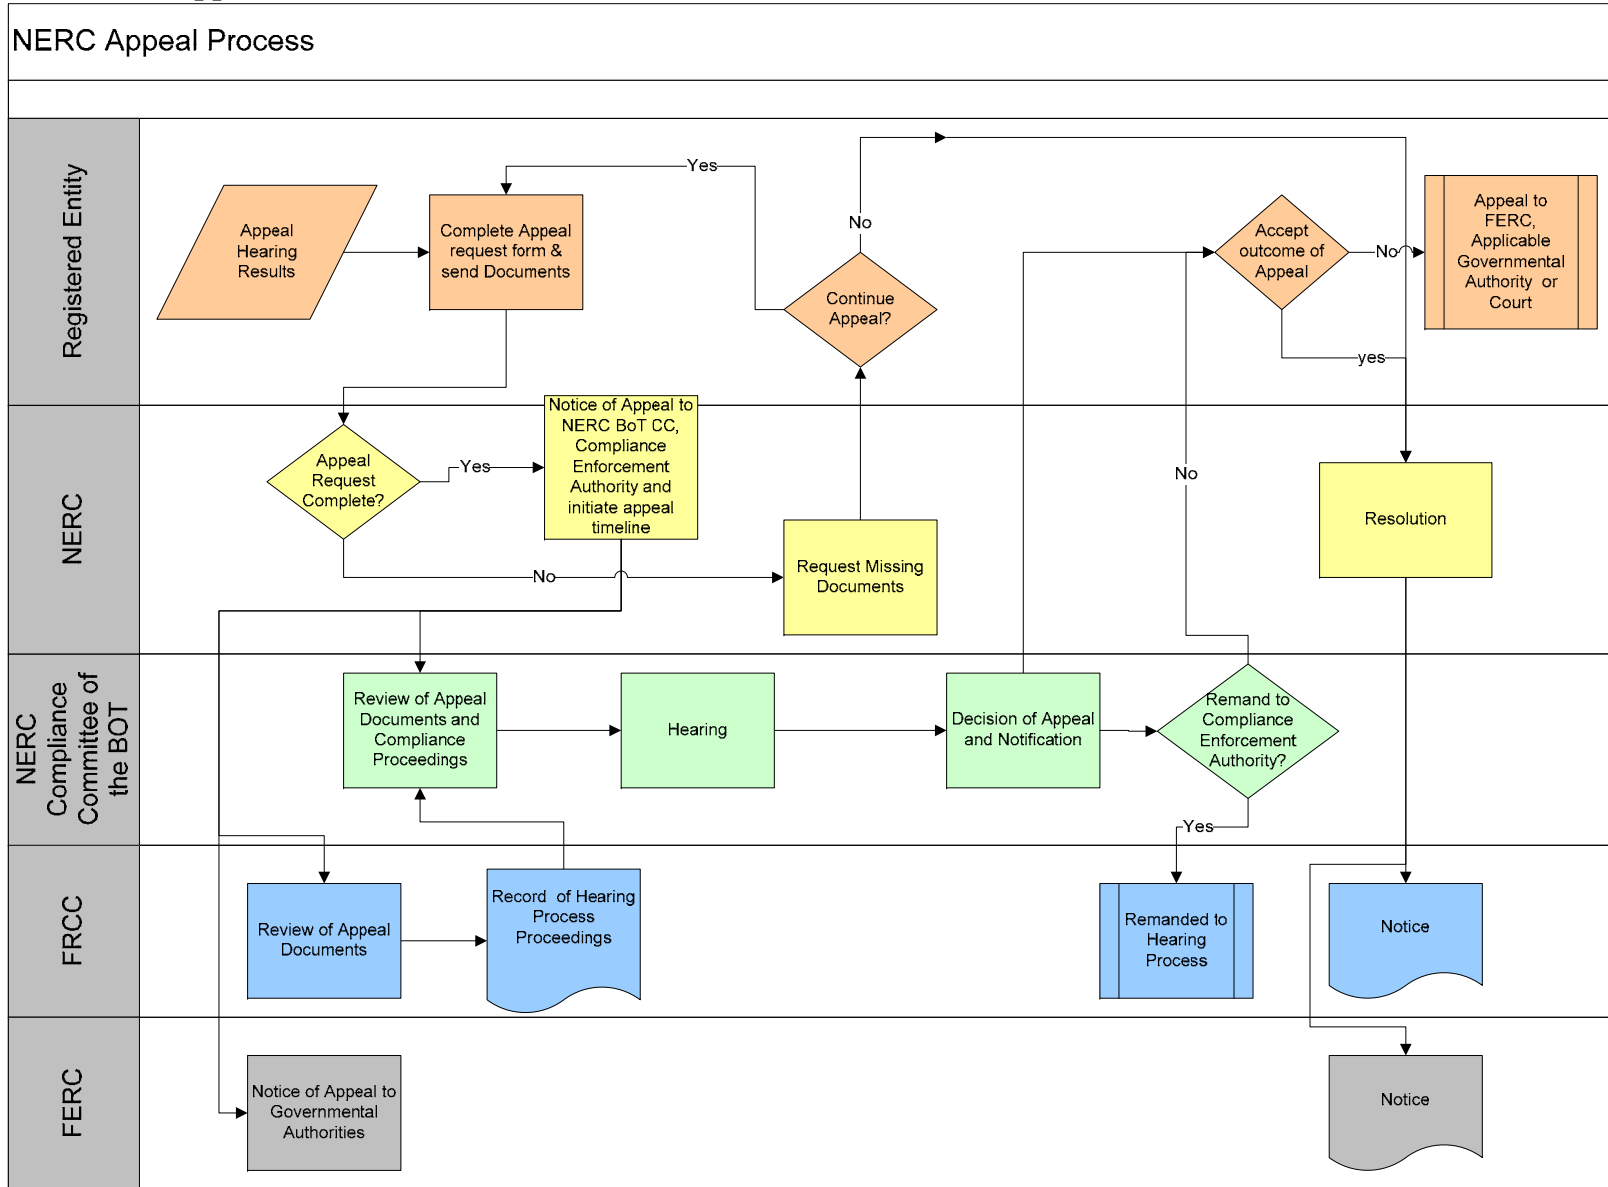 NERC Appeal Process
Registered Entity
Appeal
Hearing
Results
Complete Appeal
request form &
send Documents
Yes
Continue
Appeal?
No
Accept
outcome of
Appeal
No
yes
Appeal to
FERC,
Applicable
Governmental
Authority or
Court
NERC
Appeal
Request
Complete?
Yes
No
Notice of Appeal to
NERC BoT CC,
Compliance
Enforcement
Authority and
initiate appeal
timeline
Request Missing
Documents
No
Resolution
NERC
Compliance
Committee of
the BOT
Review of Appeal
Documents and
Compliance
Proceedings
Hearing
Decision of Appeal
and Notification
Remand to
Compliance
Enforcement
Authority?
Yes
FRCC
Review of Appeal
Documents
Record of Hearing
Process
Proceedings
Remanded to
Hearing
Process
Notice
FERC
Notice of Appeal to
Governmental
Authorities
Notice